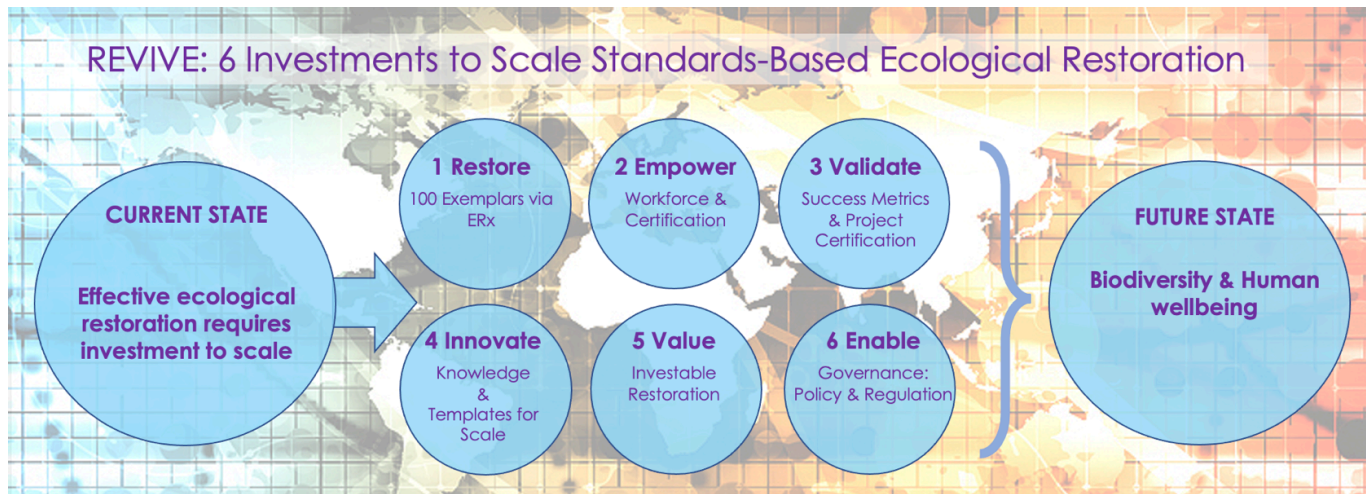 REVIVE: 6 Investments to Scale Standards-Based Ecological Restoration
CURRENT STATE
Effective ecological
restoration requires
investment to scale
1 Restore
100 Exemplars via
ERx
2 Empower
Workforce &
Certification
3 Validate
Success Metrics
& Project
Certification
4 Innovate
Knowledge
&
Templates for
Scale
5 Value
Investable
Restoration
6 Enable
Governance:
Policy & Regulation
FUTURE STATE
Biodiversity & Human
wellbeing